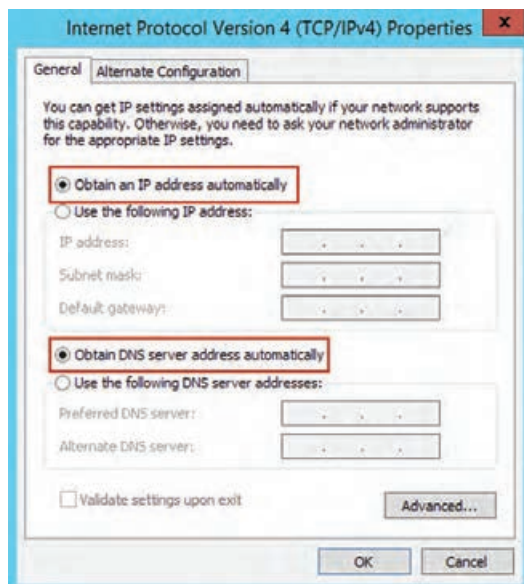 Internet Protocol Version 4 (TCP/IPv4) Properties
x
General
Alternate Configuration
You can get IP settings assigned automatically if your network supports
this capability. Otherwise, you need to ask your network administrator
for the appropriate IP settings.
Obtain an IP address automatically
Use the following IP address:
IP address:
Subnet mask:
Default gateway:
Obtain DNS server address automatically
Use the following DNS server addresses:
Preferred DNS server:
Alternate DNS server:
Validate settings upon exit
Advanced...
OK
Cancel